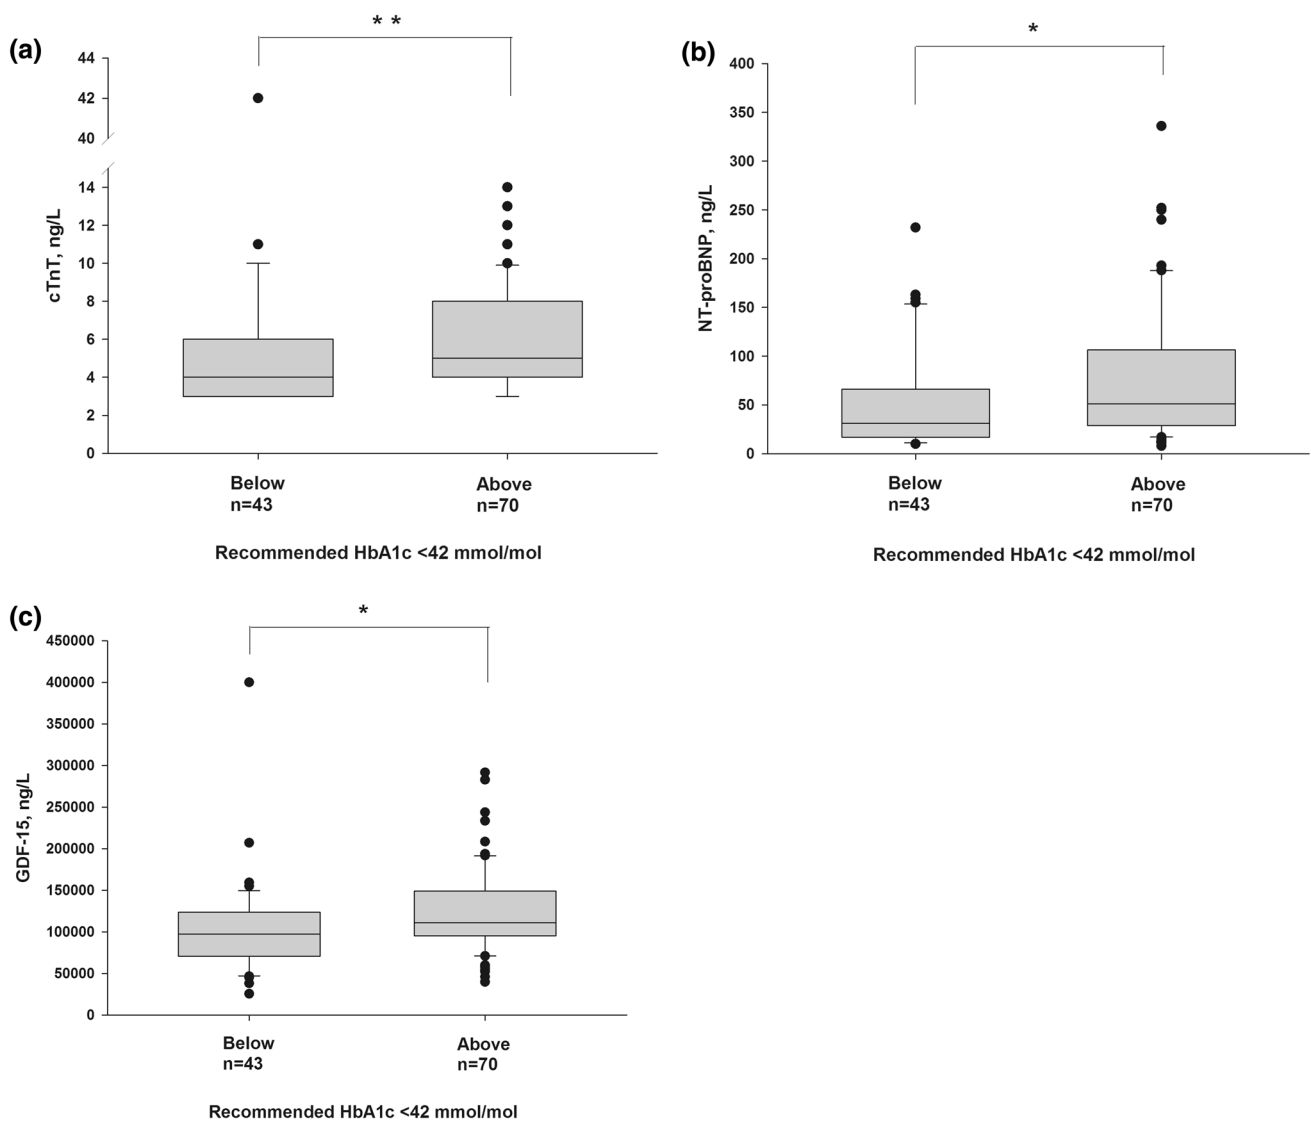 (a)
* *
44
42
40
14
12
10
8
6
4
2
0
cTnT, ng/L
Below
n=43
Above
n=70
Recommended HbA1c <42 mmol/mol
(b)
*
400
350
300
250
200
150
100
50
0
NT-proBNP, ng/L
Below
n=43
Above
n=70
Recommended HbA1c <42 mmol/mol
(c)
*
450000
400000
350000
300000
250000
200000
150000
100000
50000
0
GDF-15, ng/L
Below
n=43
Above
n=70
Recommended HbA1c <42 mmol/mol